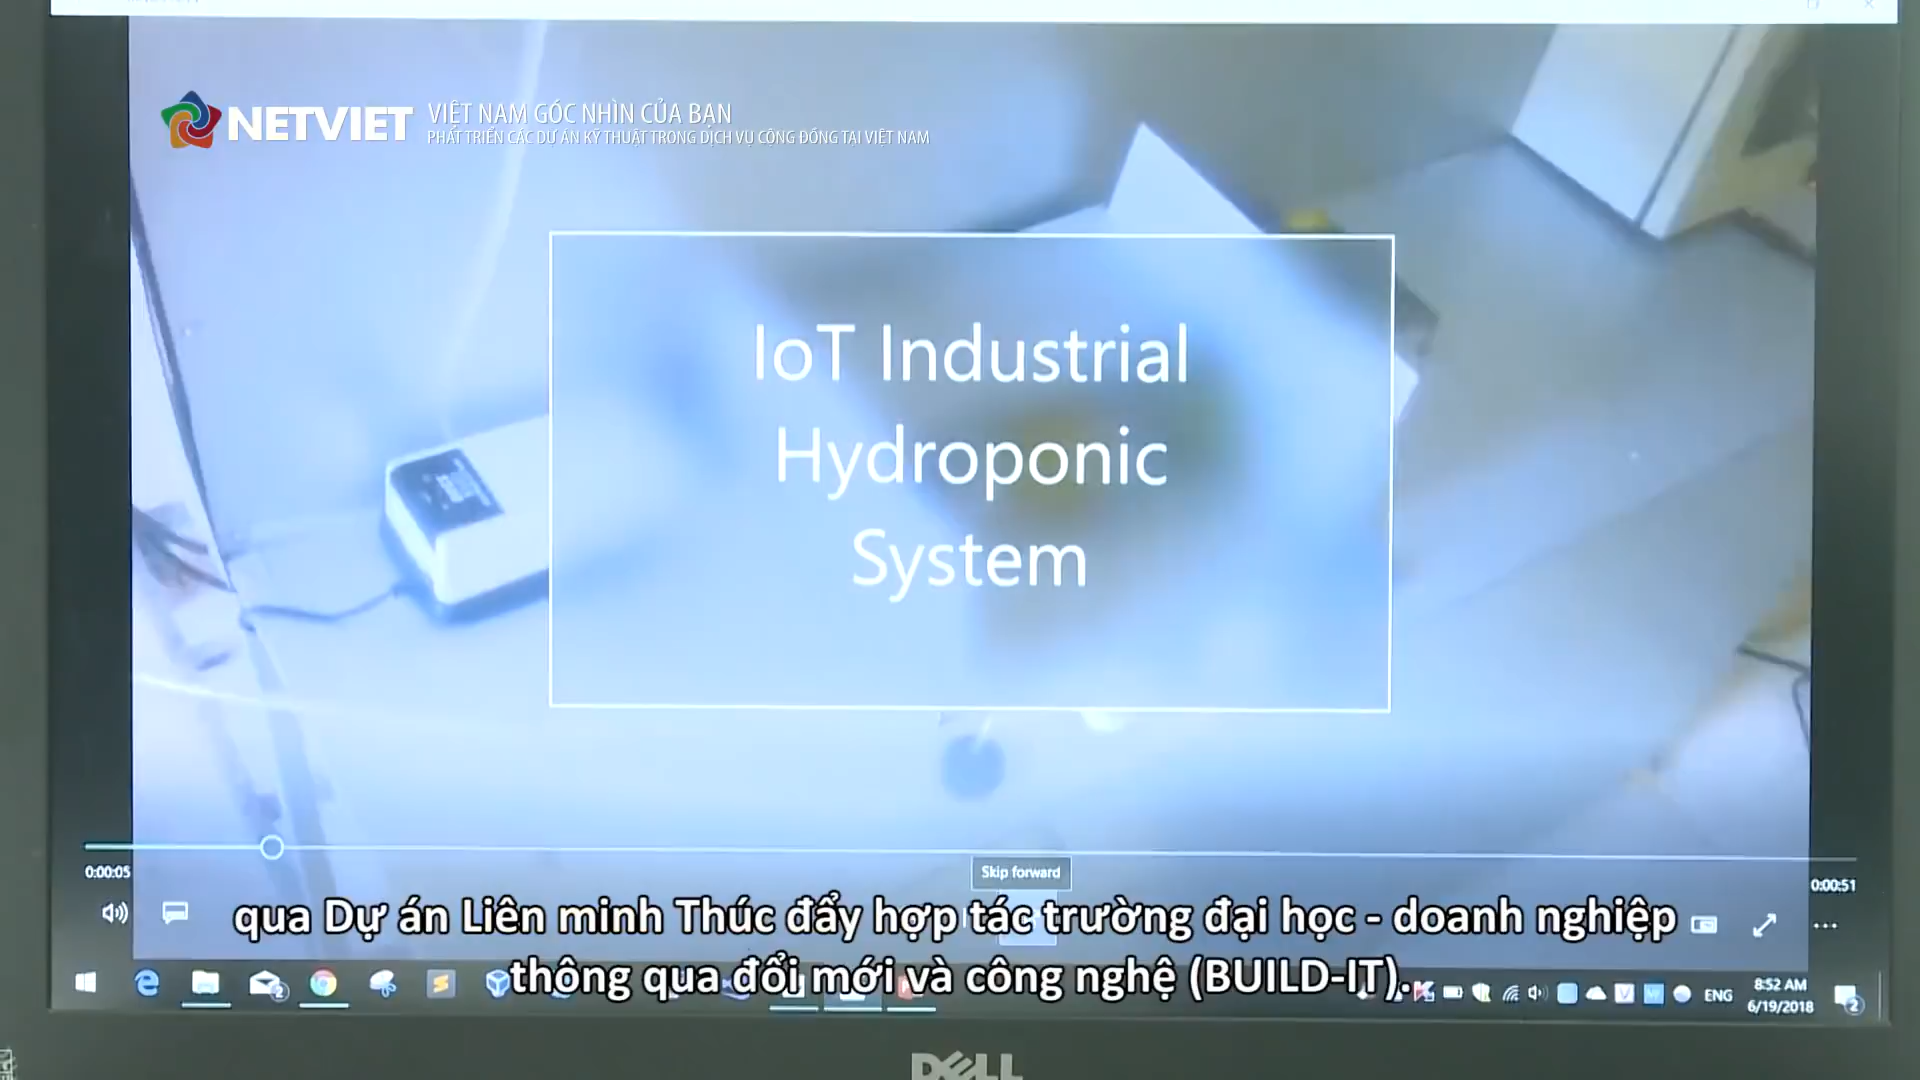 NETVIET
VIỆT NAM GÓC NHÌN CỦA BẠN
PHÁT TRIỂN CÁC DỰ ÁN KỸ THUẬT TRONG DỊCH VỤ CỘNG ĐỒNG TẠI VIỆT NAM
IoT Industrial
Hydroponic
System
0:00:05
Skip forward
0:00:51
qua Dự án Liên minh Thúc đẩy hợp tác trường đại học - doanh nghiệp
thông qua đổi mới và công nghệ (BUILD-IT).
2
ENG
8:52 AM
6/19/2018
2
DELL